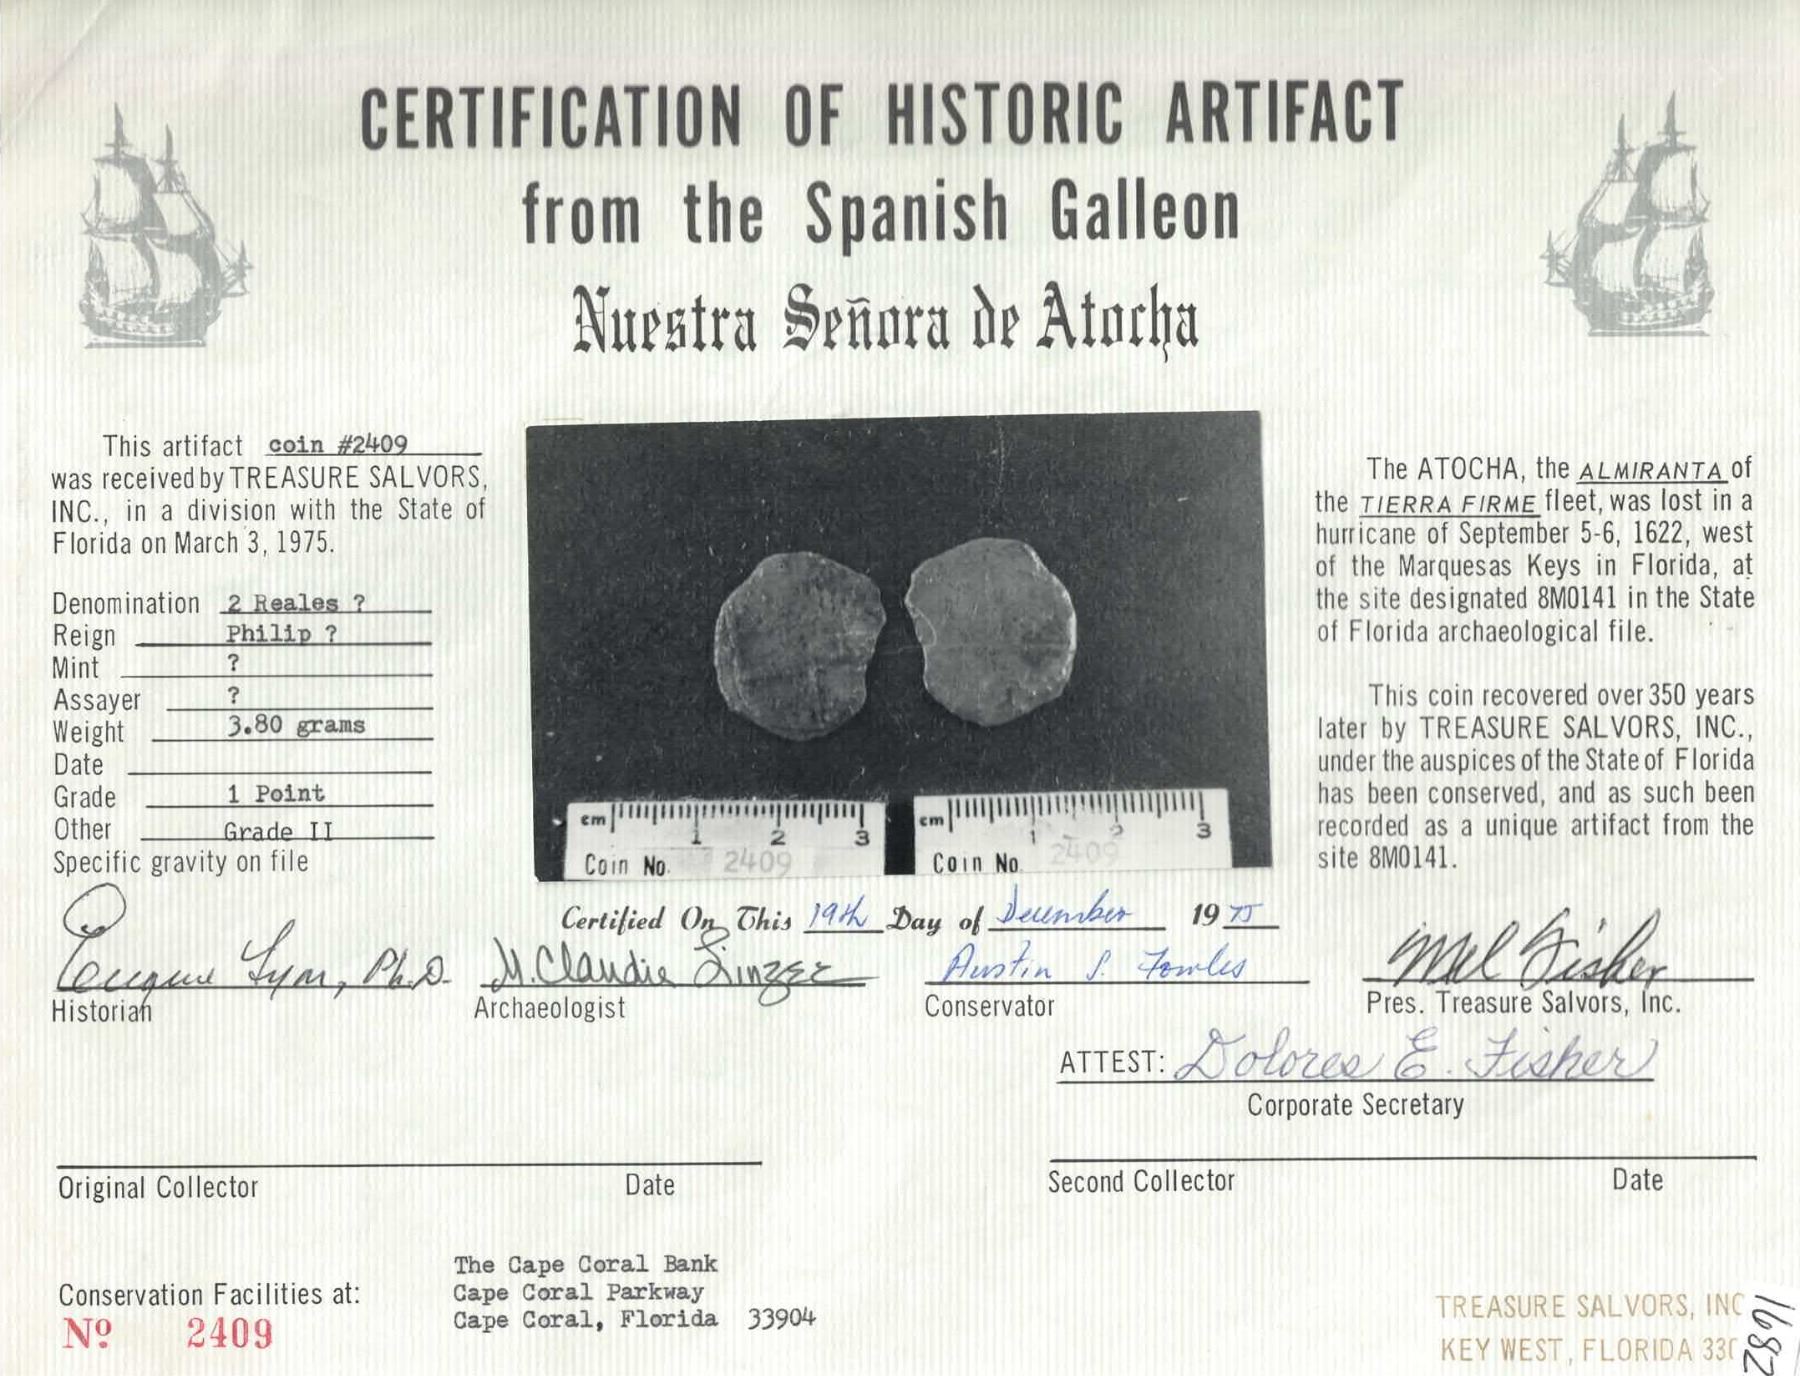 CERTIFICATION OF HISTORIC ARTIFACT
from the Spanish Galleon
Nuestra Señora de Atocha
This artifact coin #2409
was received by TREASURE SALVORS,
INC., in a division with the State of
Florida on March 3, 1975.
Denomination 2 Reales ?
Reign Philip ?
Mint ?
Assayer ?
Weight 3.80 grams
Date
Grade 1 Point
Other Grade II
Specific gravity on file
cm 1 2 3
Coin No. 2409
cm 1 2 3
Coin No 2409
The ATOCHA, the ALMIRANTA of
the TIERRA FIRME fleet, was lost in a
hurricane of September 5-6, 1622, west
of the Marquesas Keys in Florida, at
the site designated 8M0141 in the State
of Florida archaeological file.
This coin recovered over 350 years
later by TREASURE SALVORS, INC.,
under the auspices of the State of Florida
has been conserved, and as such been
recorded as a unique artifact from the
site 8M0141.
Certified On This 19th Day of December 1975
Eugene Lyon, Ph.D.
Historian
M. Claudia Linzee
Archaeologist
Austin S. Fowles
Conservator
Mel Fisher
Pres. Treasure Salvors, Inc.
ATTEST: Dolores E. Fisher
Corporate Secretary
Original Collector Date
Second Collector Date
Conservation Facilities at:
The Cape Coral Bank
Cape Coral Parkway
Cape Coral, Florida 33904
Nº 2409
TREASURE SALVORS, INC
KEY WEST, FLORIDA 330
1682